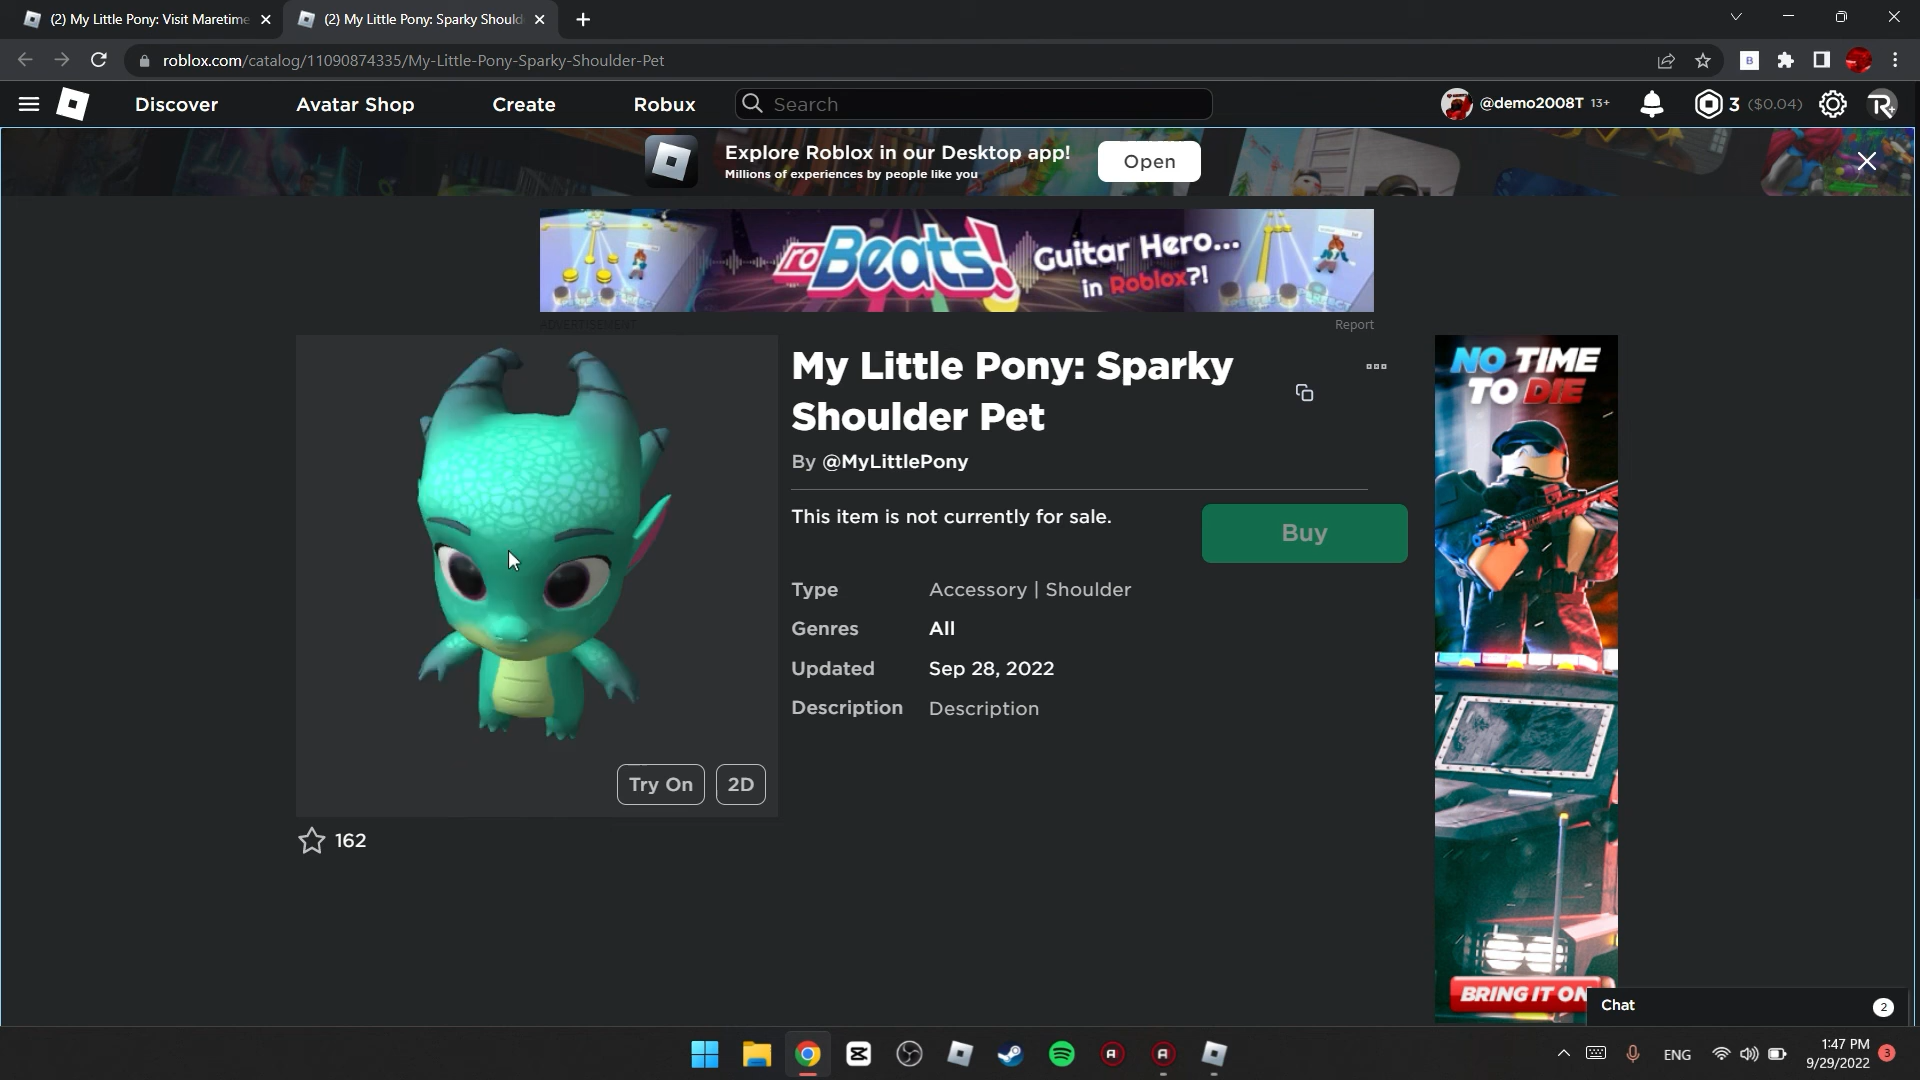 (2) My Little Pony: Visit Maretime
(2) My Little Pony: Sparky Should
roblox.com/catalog/11090874335/My-Little-Pony-Sparky-Shoulder-Pet
B
Discover
Avatar Shop
Create
Robux
Search
@demo2008T 13+
3 ($0.04)
R+
Explore Roblox in our Desktop app!
Millions of experiences by people like you
Open
roBeats!
Guitar Hero...
in Roblox?!
ADVERTISEMENT
Report
My Little Pony: Sparky
Shoulder Pet
By @MyLittlePony
This item is not currently for sale.
Buy
Type Accessory | Shoulder
Genres All
Updated Sep 28, 2022
Description Description
Try On
2D
162
NO TIME
TO DIE
BRING IT ON
Chat
2
ENG
1:47 PM
9/29/2022
3